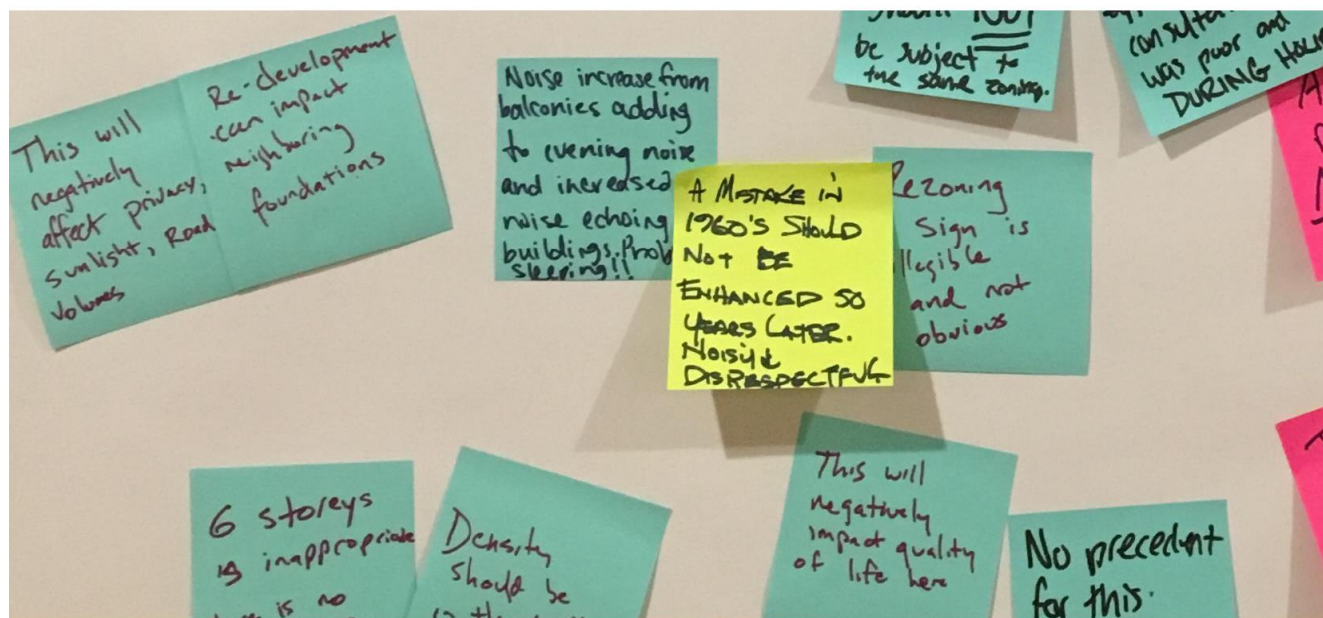 This will
negatively
affect privacy,
sunlight, Road
volumes
Re-development
can impact
neighboring
foundations
Noise increase from
balconies adding
to evening noise
and increased
noise echoing
buildings. Prob
sleeping!!
be subject to
the same zoning.
was poor and
DURING
A MISTAKE IN
1960'S SHOULD
NOT BE
ENHANCED 50
YEARS LATER.
NOISY &
DISRESPECTFUL
Rezoning
Sign is
illegible
and not
obvious
6 storeys
is inappropriate
is no
Density
should be
This will
negatively
impact quality
of life here
No precedent
for this.